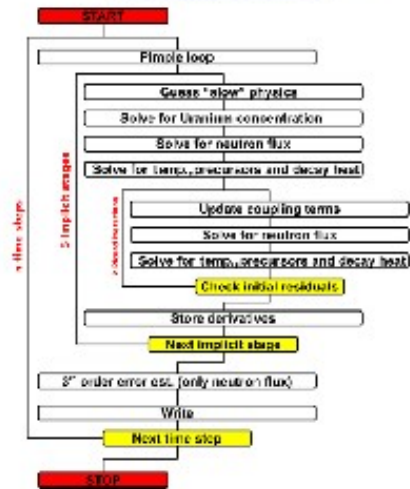 START
Pimple loop
Guess "slow" physics
Solve for Uranium concentration
Solve for neutron flux
Solve for temp., precursors and decay heat
Update coupling terms
Solve for neutron flux
Solve for temp., precursors and decay heat
Check initial residuals
Store derivatives
Next implicit stage
order error est. (only neutron flux)
Write
Next time step
STOP
time steps
implicit stages